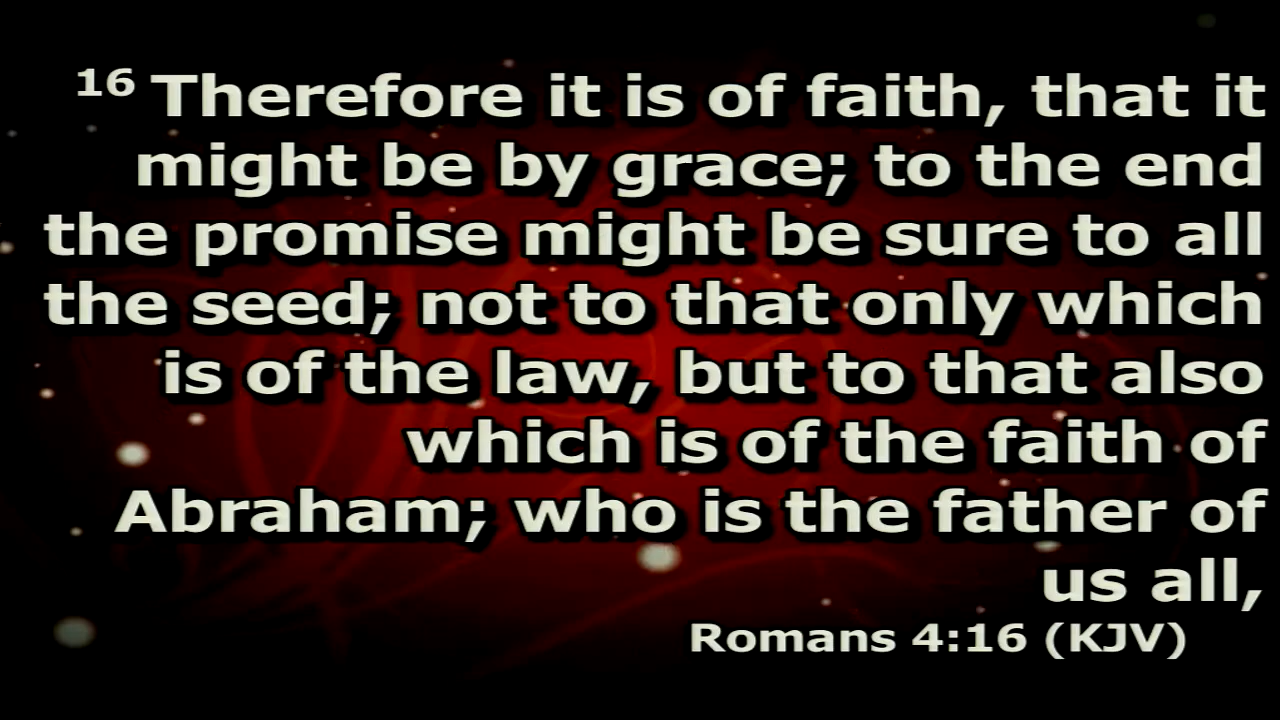 16 Therefore it is of faith, that it
might be by grace; to the end
the promise might be sure to all
the seed; not to that only which
is of the law, but to that also
which is of the faith of
Abraham; who is the father of
us all,
Romans 4:16 (KJV)